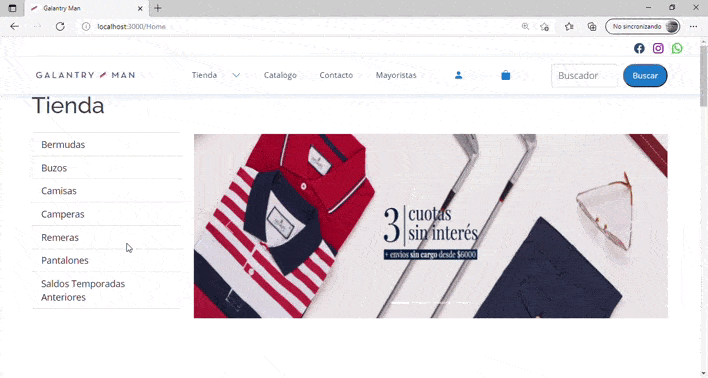 Galantry Man
localhost:3000/Home
No sincronizando
GALANTRY MAN
Tienda
Catalogo
Contacto
Mayoristas
Buscador
Buscar
Tienda
Bermudas
Buzos
Camisas
Camperas
Remeras
Pantalones
Saldos Temporadas
Anteriores
3 cuotas
sin interés
+ envíos sin cargo desde $6000